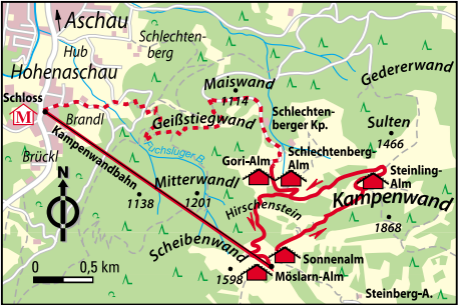 Aschau
Hub
Hohenaschau
Schlechten-
berg
Maiswand
1114
Gedererwand
Schloss
M
Brandl
Geißstiegwand
Schlechten-
berger Kp.
Sulten
1466
Brückl
Kampenwandbahn
Gori-Alm
Schlechtenberg-
Alm
Steinling-
Alm
N
Mitterwandl
1138
1201
Hirschenstein
Kampenwand
1868
Scheibenwand
Sonnenalm
0
0,5 km
1598
Möslarn-Alm
Steinberg-A.